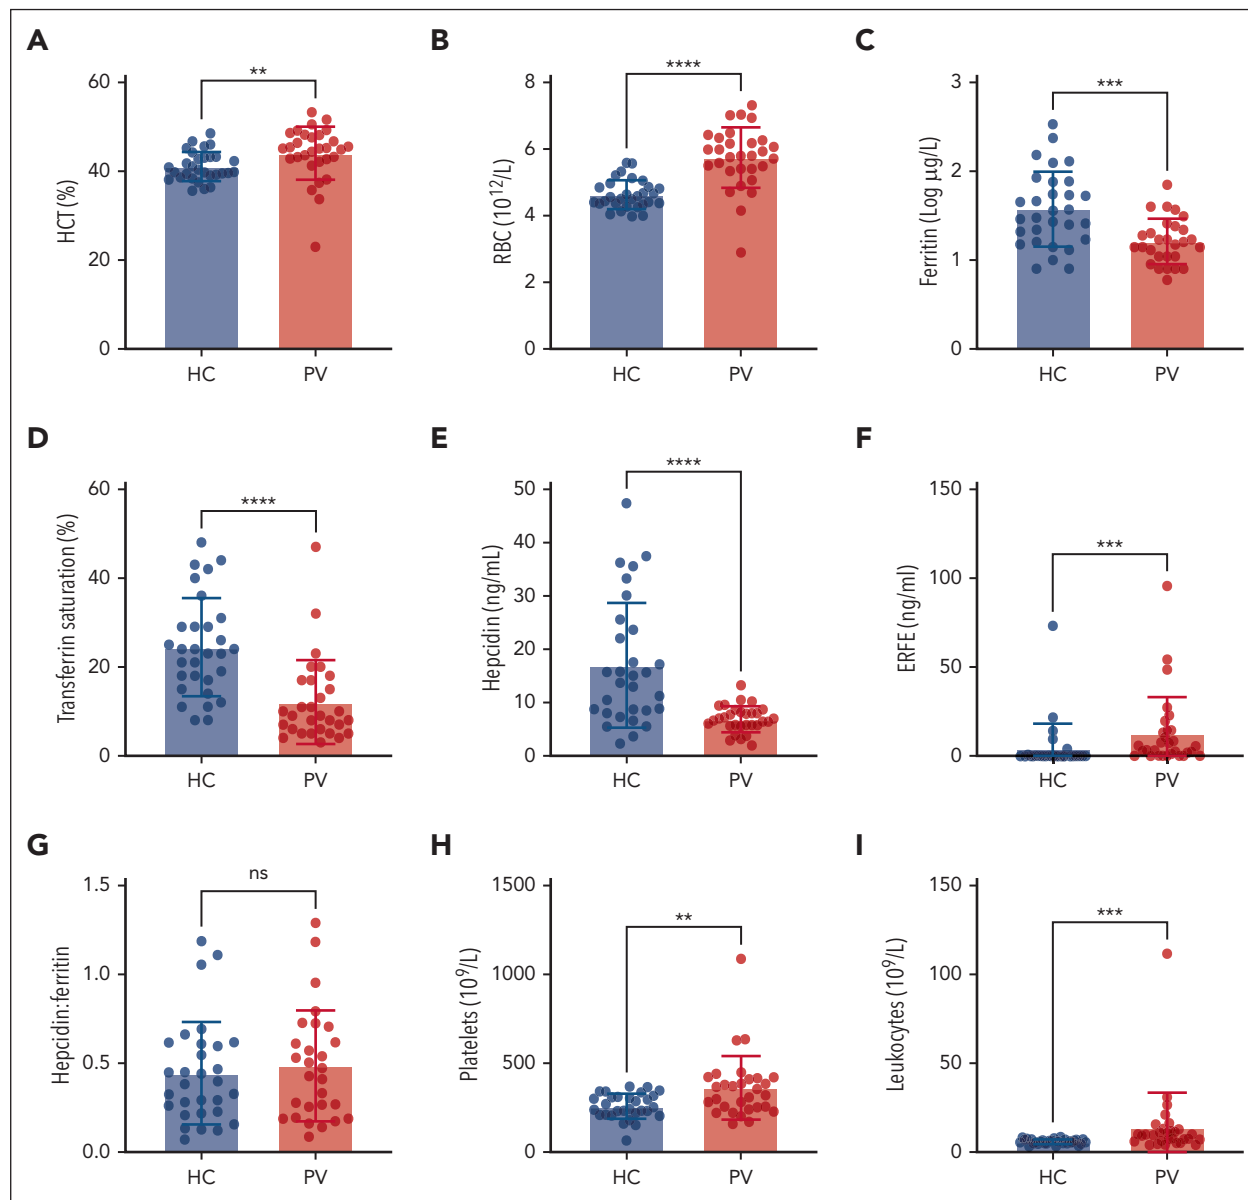 A
HCT (%)
60
40
20
0
**
HC
PV
B
RBC (10¹²/L)
8
6
4
2
0
****
HC
PV
C
Ferritin (Log µg/L)
3
2
1
0
***
HC
PV
D
Transferrin saturation (%)
60
40
20
0
****
HC
PV
E
Hepcidin (ng/mL)
50
40
30
20
10
0
****
HC
PV
F
ERFE (ng/ml)
150
100
50
0
***
HC
PV
G
Hepcidin:ferritin
1.5
1.0
0.5
0.0
ns
HC
PV
H
Platelets (10⁹/L)
1500
1000
500
0
**
HC
PV
I
Leukocytes (10⁹/L)
150
100
50
0
***
HC
PV